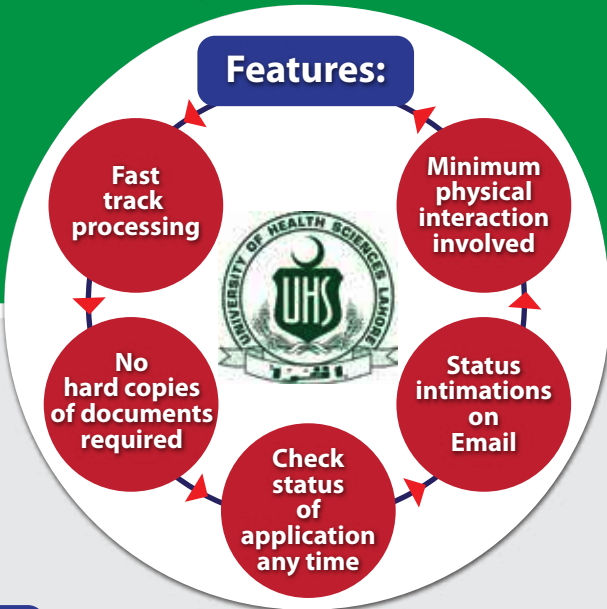 Features:
Fast
track
processing
No
hard copies
of documents
required
Check
status
of
application
any time
Status
intimations
on
Email
Minimum
physical
interaction
involved
UNIVERSITY OF HEALTH SCIENCES LAHORE
UHS